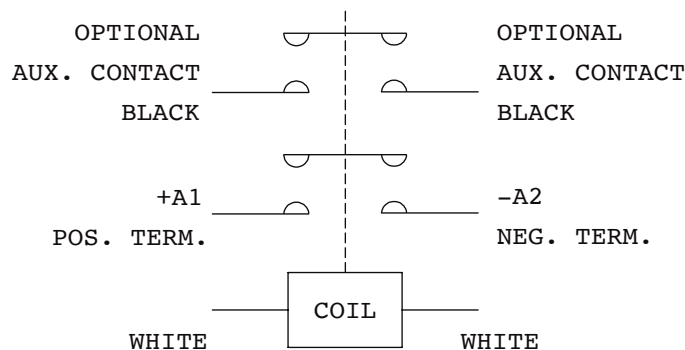 OPTIONAL
AUX. CONTACT
BLACK
OPTIONAL
AUX. CONTACT
BLACK
+A1
POS. TERM.
-A2
NEG. TERM.
COIL
WHITE
WHITE